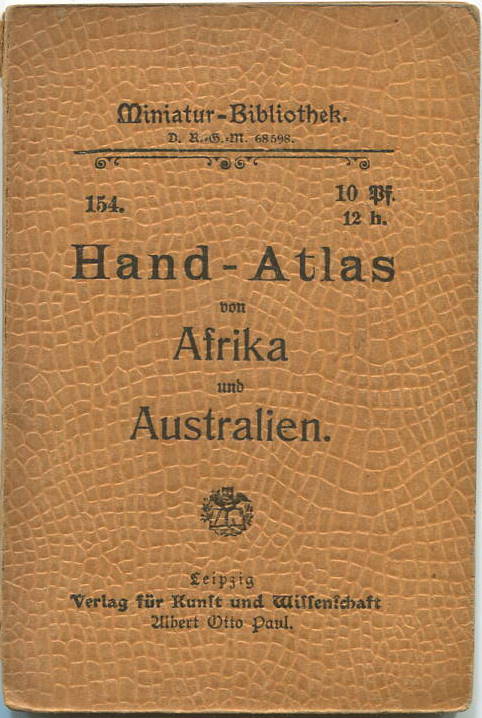 Miniatur-Bibliothek.
D. R.-G.-M. 68598.
154.
10 Pf.
12 h.
Hand-Atlas
von
Afrika
und
Australien.
Leipzig
Verlag für Kunst und Wissenschaft
Albert Otto Paul.